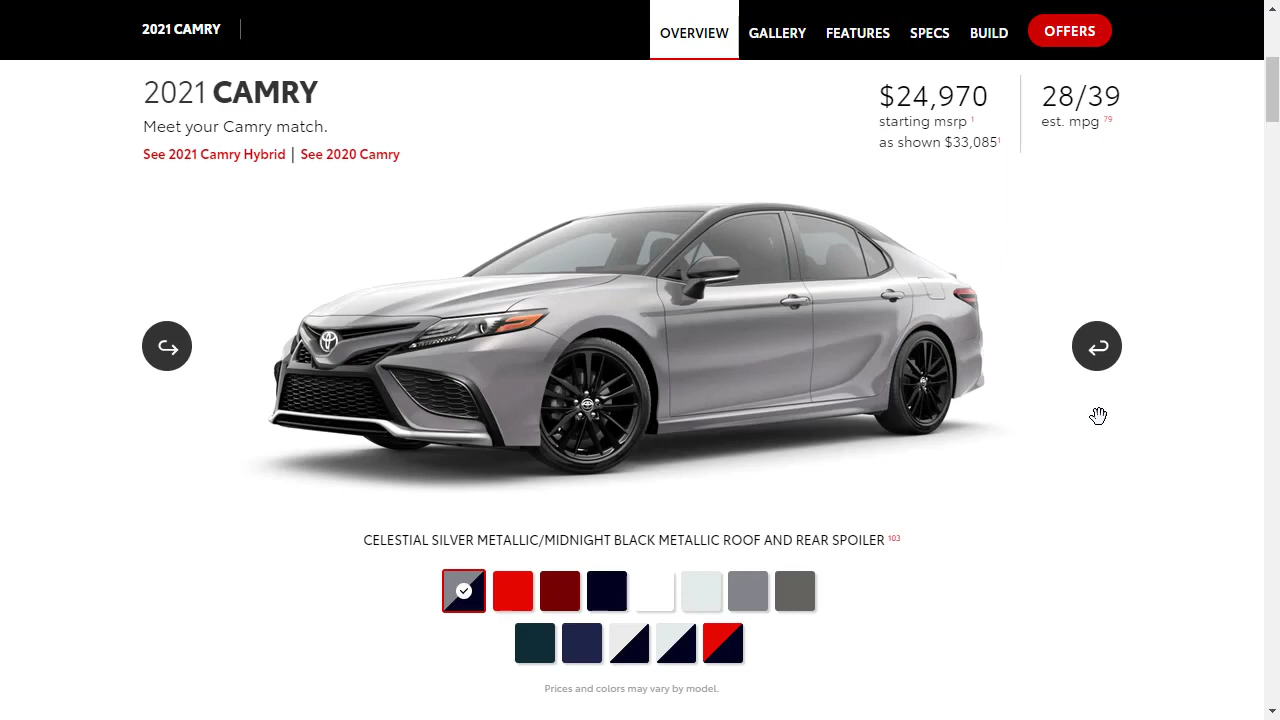 2021 CAMRY
OVERVIEW
GALLERY
FEATURES
SPECS
BUILD
OFFERS
2021 CAMRY
Meet your Camry match.
See 2021 Camry Hybrid | See 2020 Camry
$24,970
starting msrp 1
as shown $33,085 1
28/39
est. mpg 79
CELESTIAL SILVER METALLIC/MIDNIGHT BLACK METALLIC ROOF AND REAR SPOILER 103
Prices and colors may vary by model.